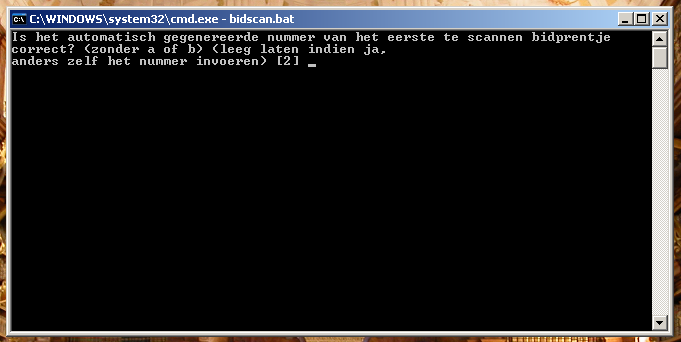 C:\WINDOWS\system32\cmd.exe - bidscan.bat
Is het automatisch gegenereerde nummer van het eerste te scannen bidprentje
correct? (zonder a of b) (leeg laten indien ja,
anders zelf het nummer invoeren) [2] _